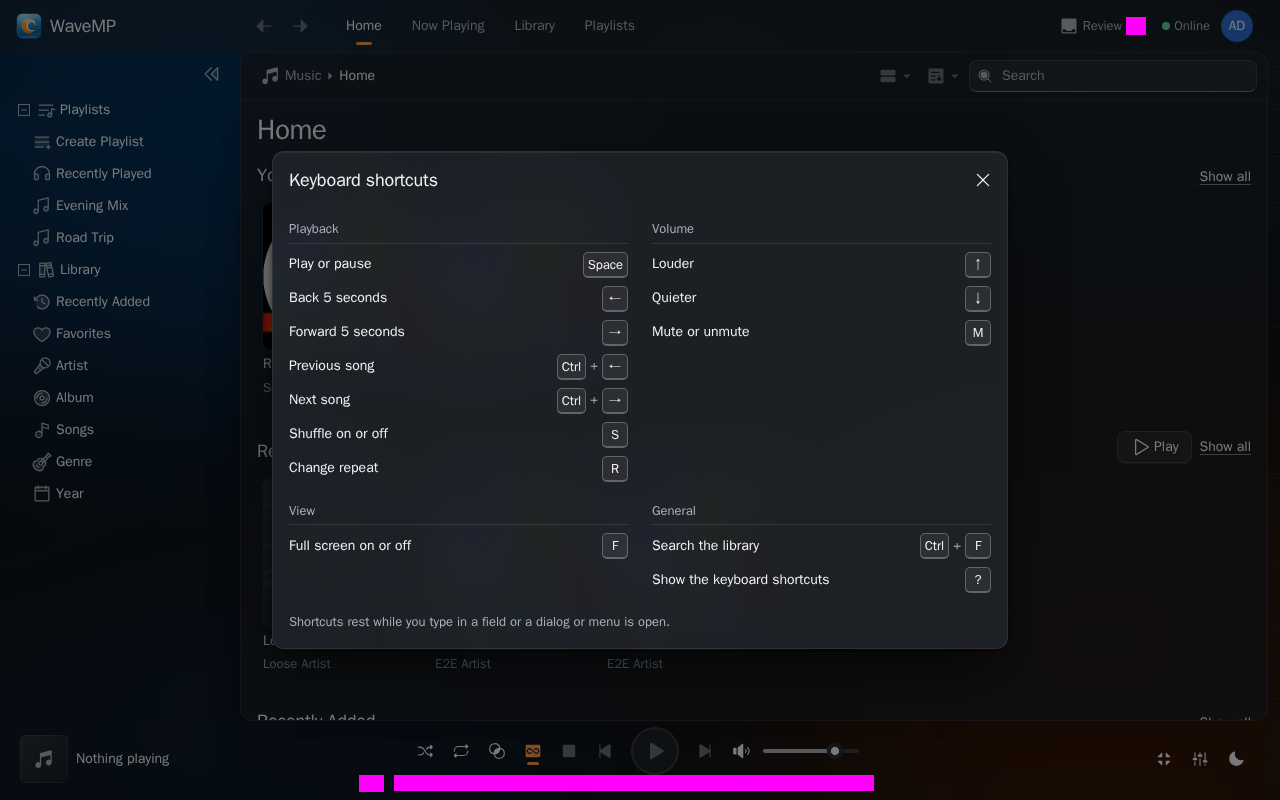 WaveMP
Home
Now Playing
Library
Playlists
Review
Online
AD
Music
Home
Search
Playlists
Create Playlist
Recently Played
Evening Mix
Road Trip
Library
Recently Added
Favorites
Artist
Album
Songs
Genre
Year
Home
Show all
Play
Show all
Keyboard shortcuts
Playback
Play or pause Space
Back 5 seconds ←
Forward 5 seconds →
Previous song Ctrl + ←
Next song Ctrl + →
Shuffle on or off S
Change repeat R
Volume
Louder ↑
Quieter ↓
Mute or unmute M
View
Full screen on or off F
General
Search the library Ctrl + F
Show the keyboard shortcuts ?
Shortcuts rest while you type in a field or a dialog or menu is open.
Loose Artist
E2E Artist
E2E Artist
Recently Added
Show all
Nothing playing